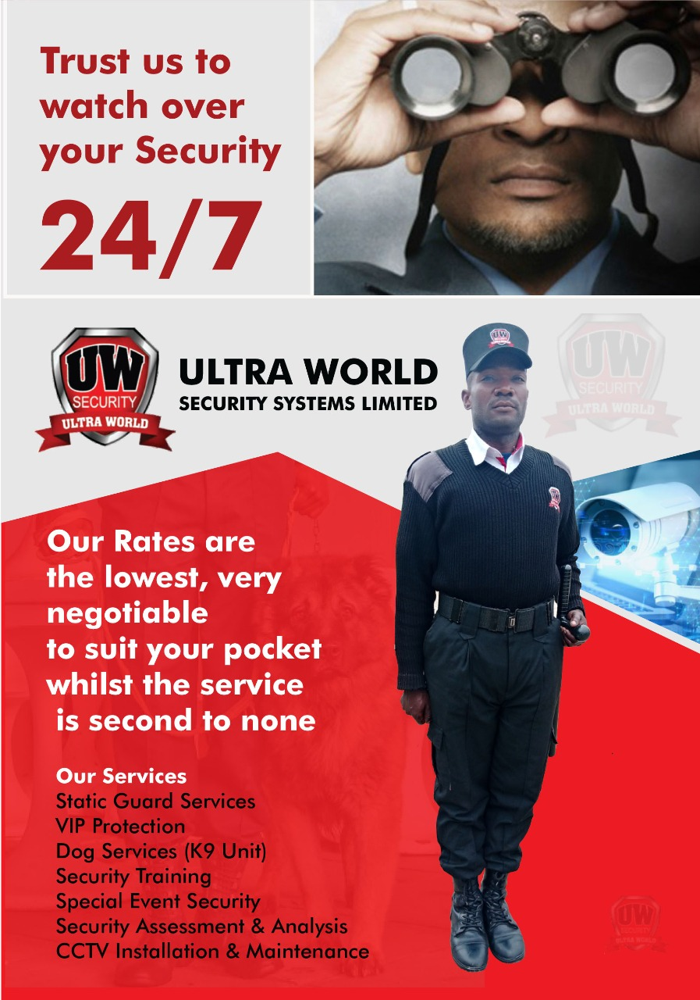 Trust us to
watch over
your Security
24/7
UW
SECURITY
ULTRA WORLD
ULTRA WORLD
SECURITY SYSTEMS LIMITED
UW
SECURITY
ULTRA WORLD
Our Rates are
the lowest, very
negotiable
to suit your pocket
whilst the service
is second to none
Our Services
Static Guard Services
VIP Protection
Dog Services (K9 Unit)
Security Training
Special Event Security
Security Assessment & Analysis
CCTV Installation & Maintenance
UW
SECURITY